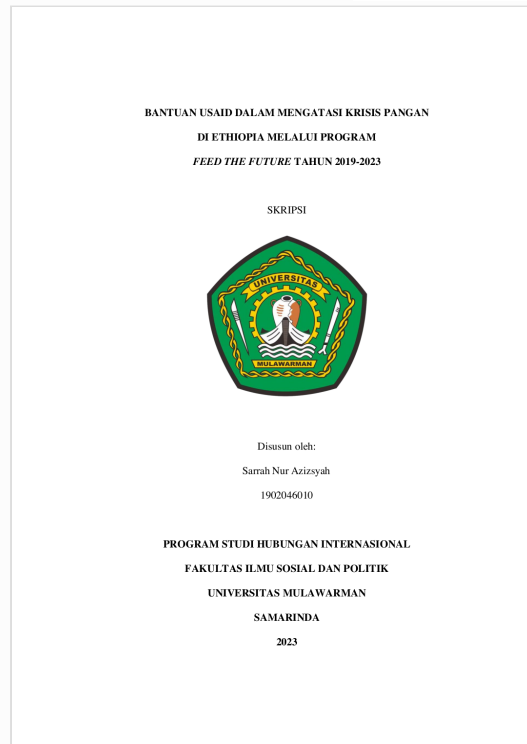 BANTUAN USAID DALAM MENGATASI KRISIS PANGAN
DI ETHIOPIA MELALUI PROGRAM
FEED THE FUTURE TAHUN 2019-2023
SKRIPSI
UNIVERSITAS
MULAWARMAN
Disusun oleh:
Sarrah Nur Azizsyah
1902046010
PROGRAM STUDI HUBUNGAN INTERNASIONAL
FAKULTAS ILMU SOSIAL DAN POLITIK
UNIVERSITAS MULAWARMAN
SAMARINDA
2023